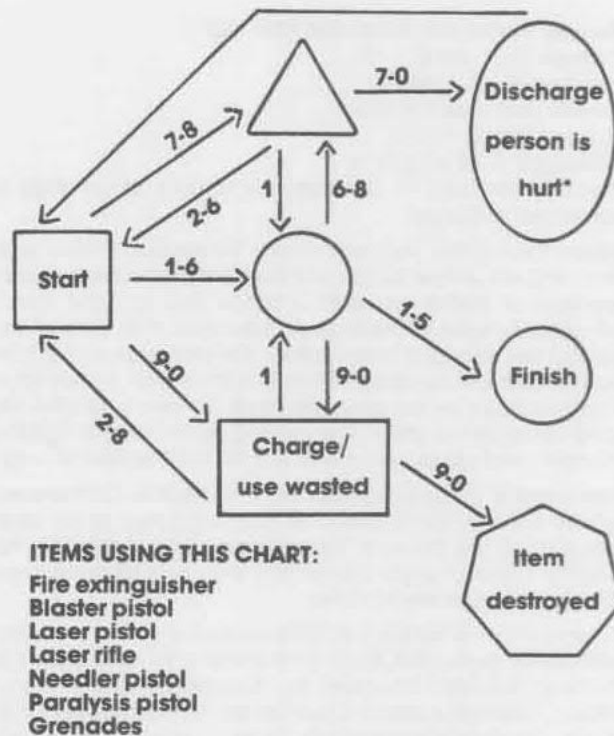 7-0
Discharge
person is
hurt*
7-8
2-6
1
6-8
Start
1-6
1-5
9-0
1
9-0
Finish
2-8
Charge/
use wasted
9-0
Item
destroyed
ITEMS USING THIS CHART:
Fire extinguisher
Blaster pistol
Laser pistol
Laser rifle
Needler pistol
Paralysis pistol
Grenades